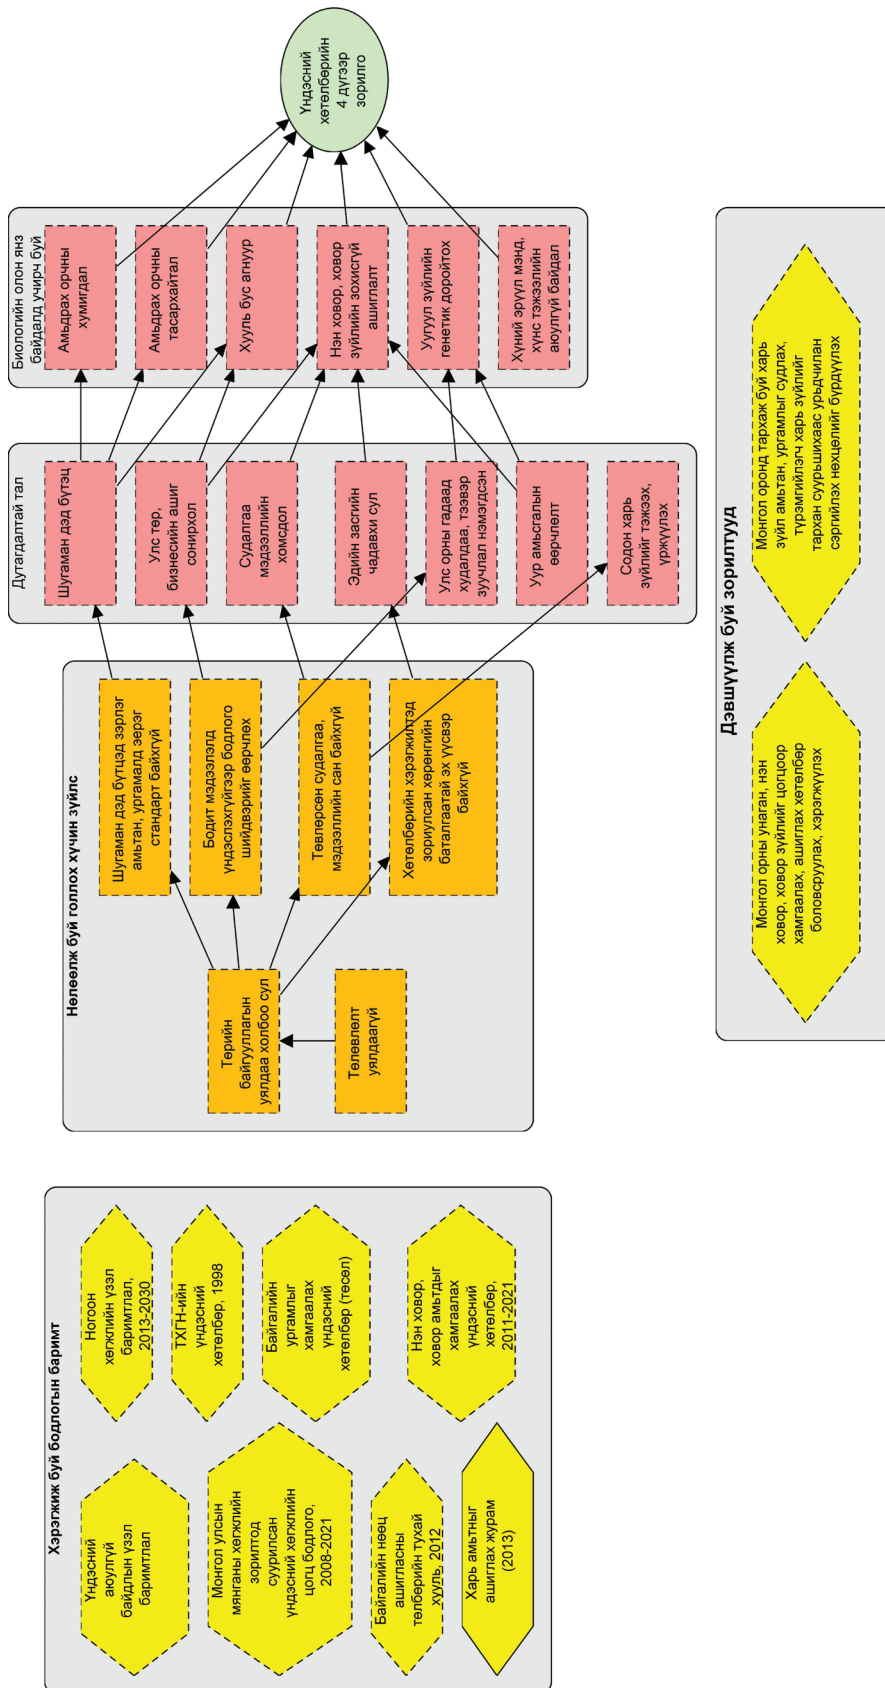 Хэрэгжиж буй бодлогын баримт
Үндэсний
аюулгүй
байдлын үзэл
баримтлал
Монгол улсын
мянганы хөгжлийн
зорилтод
суурилсан
үндэсний хөгжлийн
цогц бодлого,
2008-2021
Байгалийн нөөц
ашигласны
төлбөрийн тухай
хууль, 2012
Харь амьтныг
ашиглах журам
(2013)
Ногоон
хөгжлийн үзэл
баримтлал,
2013-2030
ТХГН-ийн
үндэсний
хөтөлбөр, 1998
Байгалийн
ургамлыг
хамгаалах
үндэсний
хөтөлбөр (төсөл)
Нэн ховор,
ховор амьтдыг
хамгаалах
үндэсний
хөтөлбөр,
2011-2021
Нөлөөлж буй голлох хүчин зүйлс
Төрийн
байгууллагын
уялдаа холбоо сул
Төлөвлөлт
уялдаагүй
Шугаман дэд бүтцэд зэрлэг
амьтан, ургамалд ээрэг
стандарт байхгүй
Бодит мэдээлэлд
үндэслэхгүйгээр бодлого
шийдвэрийг өөрчлөх
Төвлөрсөн судалгаа,
мэдээллийн сан байхгүй
Хөтөлбөрийн хэрэгжилтэд
зориулсан хөрөнгийн
баталгаатай эх үүсвэр
байхгүй
Дутагдалтай тал
Шугаман дэд бүтэц
Улс төр,
бизнесийн ашиг
сонирхол
Судалгаа
мэдээллийн
хомсдол
Эдийн засгийн
чадавхи сул
Улс орны гадаад
худалдаа, тээвэр
зуучлал нэмэгдсэн
Уур амьсгалын
өөрчлөлт
Содон харь
зүйлийг тэжээх,
үржүүлэх
Биологийн олон янз
байдалд учирч буй
Амьдрах орчны
хумигдал
Амьдрах орчны
тасархайтал
Хууль бус агнуур
Нэн ховор, ховор
зүйлийн зохисгүй
ашиглалт
Уугуул зүйлийн
генетик доройтох
Хүний эрүүл мэнд,
хүнс тэжээлийн
аюулгүй байдал
Үндэсний
хөтөлбөрийн
4 дүгээр
зорилго
Дэвшүүлж буй зорилтууд
Монгол орны унаган, нэн
ховор, ховор зүйлийг цогцоор
хамгаалах, ашиглах хөтөлбөр
боловсруулах, хэрэгжүүлэх
Монгол оронд тархаж буй харь
зүйл амьтан, ургамлыг судлах,
түрэмгийлэгч харь зүйлийг
тархан суурьшихаас урьдчилан
сэргийлэх нөхцөлийг бүрдүүлэх